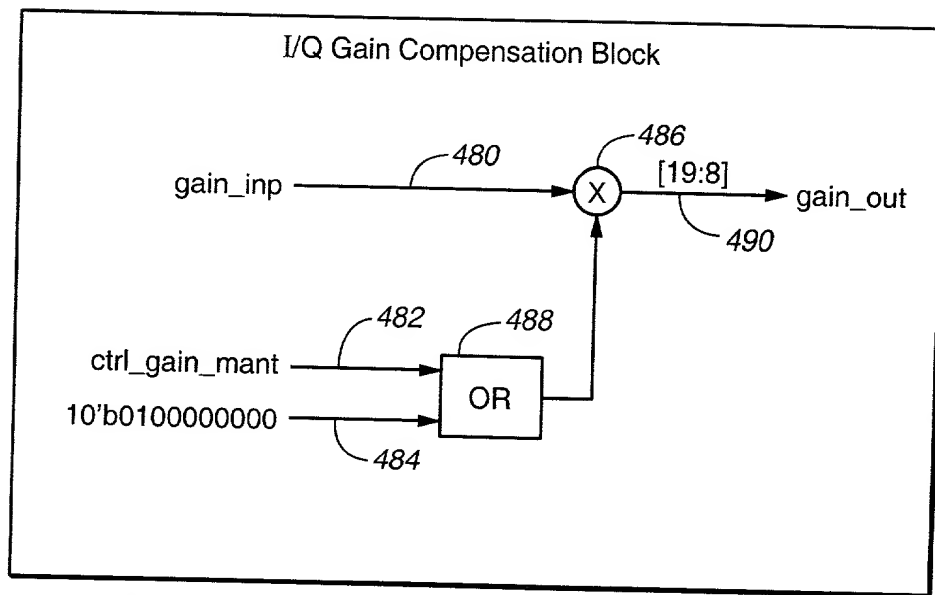 I/Q Gain Compensation Block
486
480
[19:8]
gain_inp
X
gain_out
490
482
488
ctrl_gain_mant
OR
10'b0100000000
484